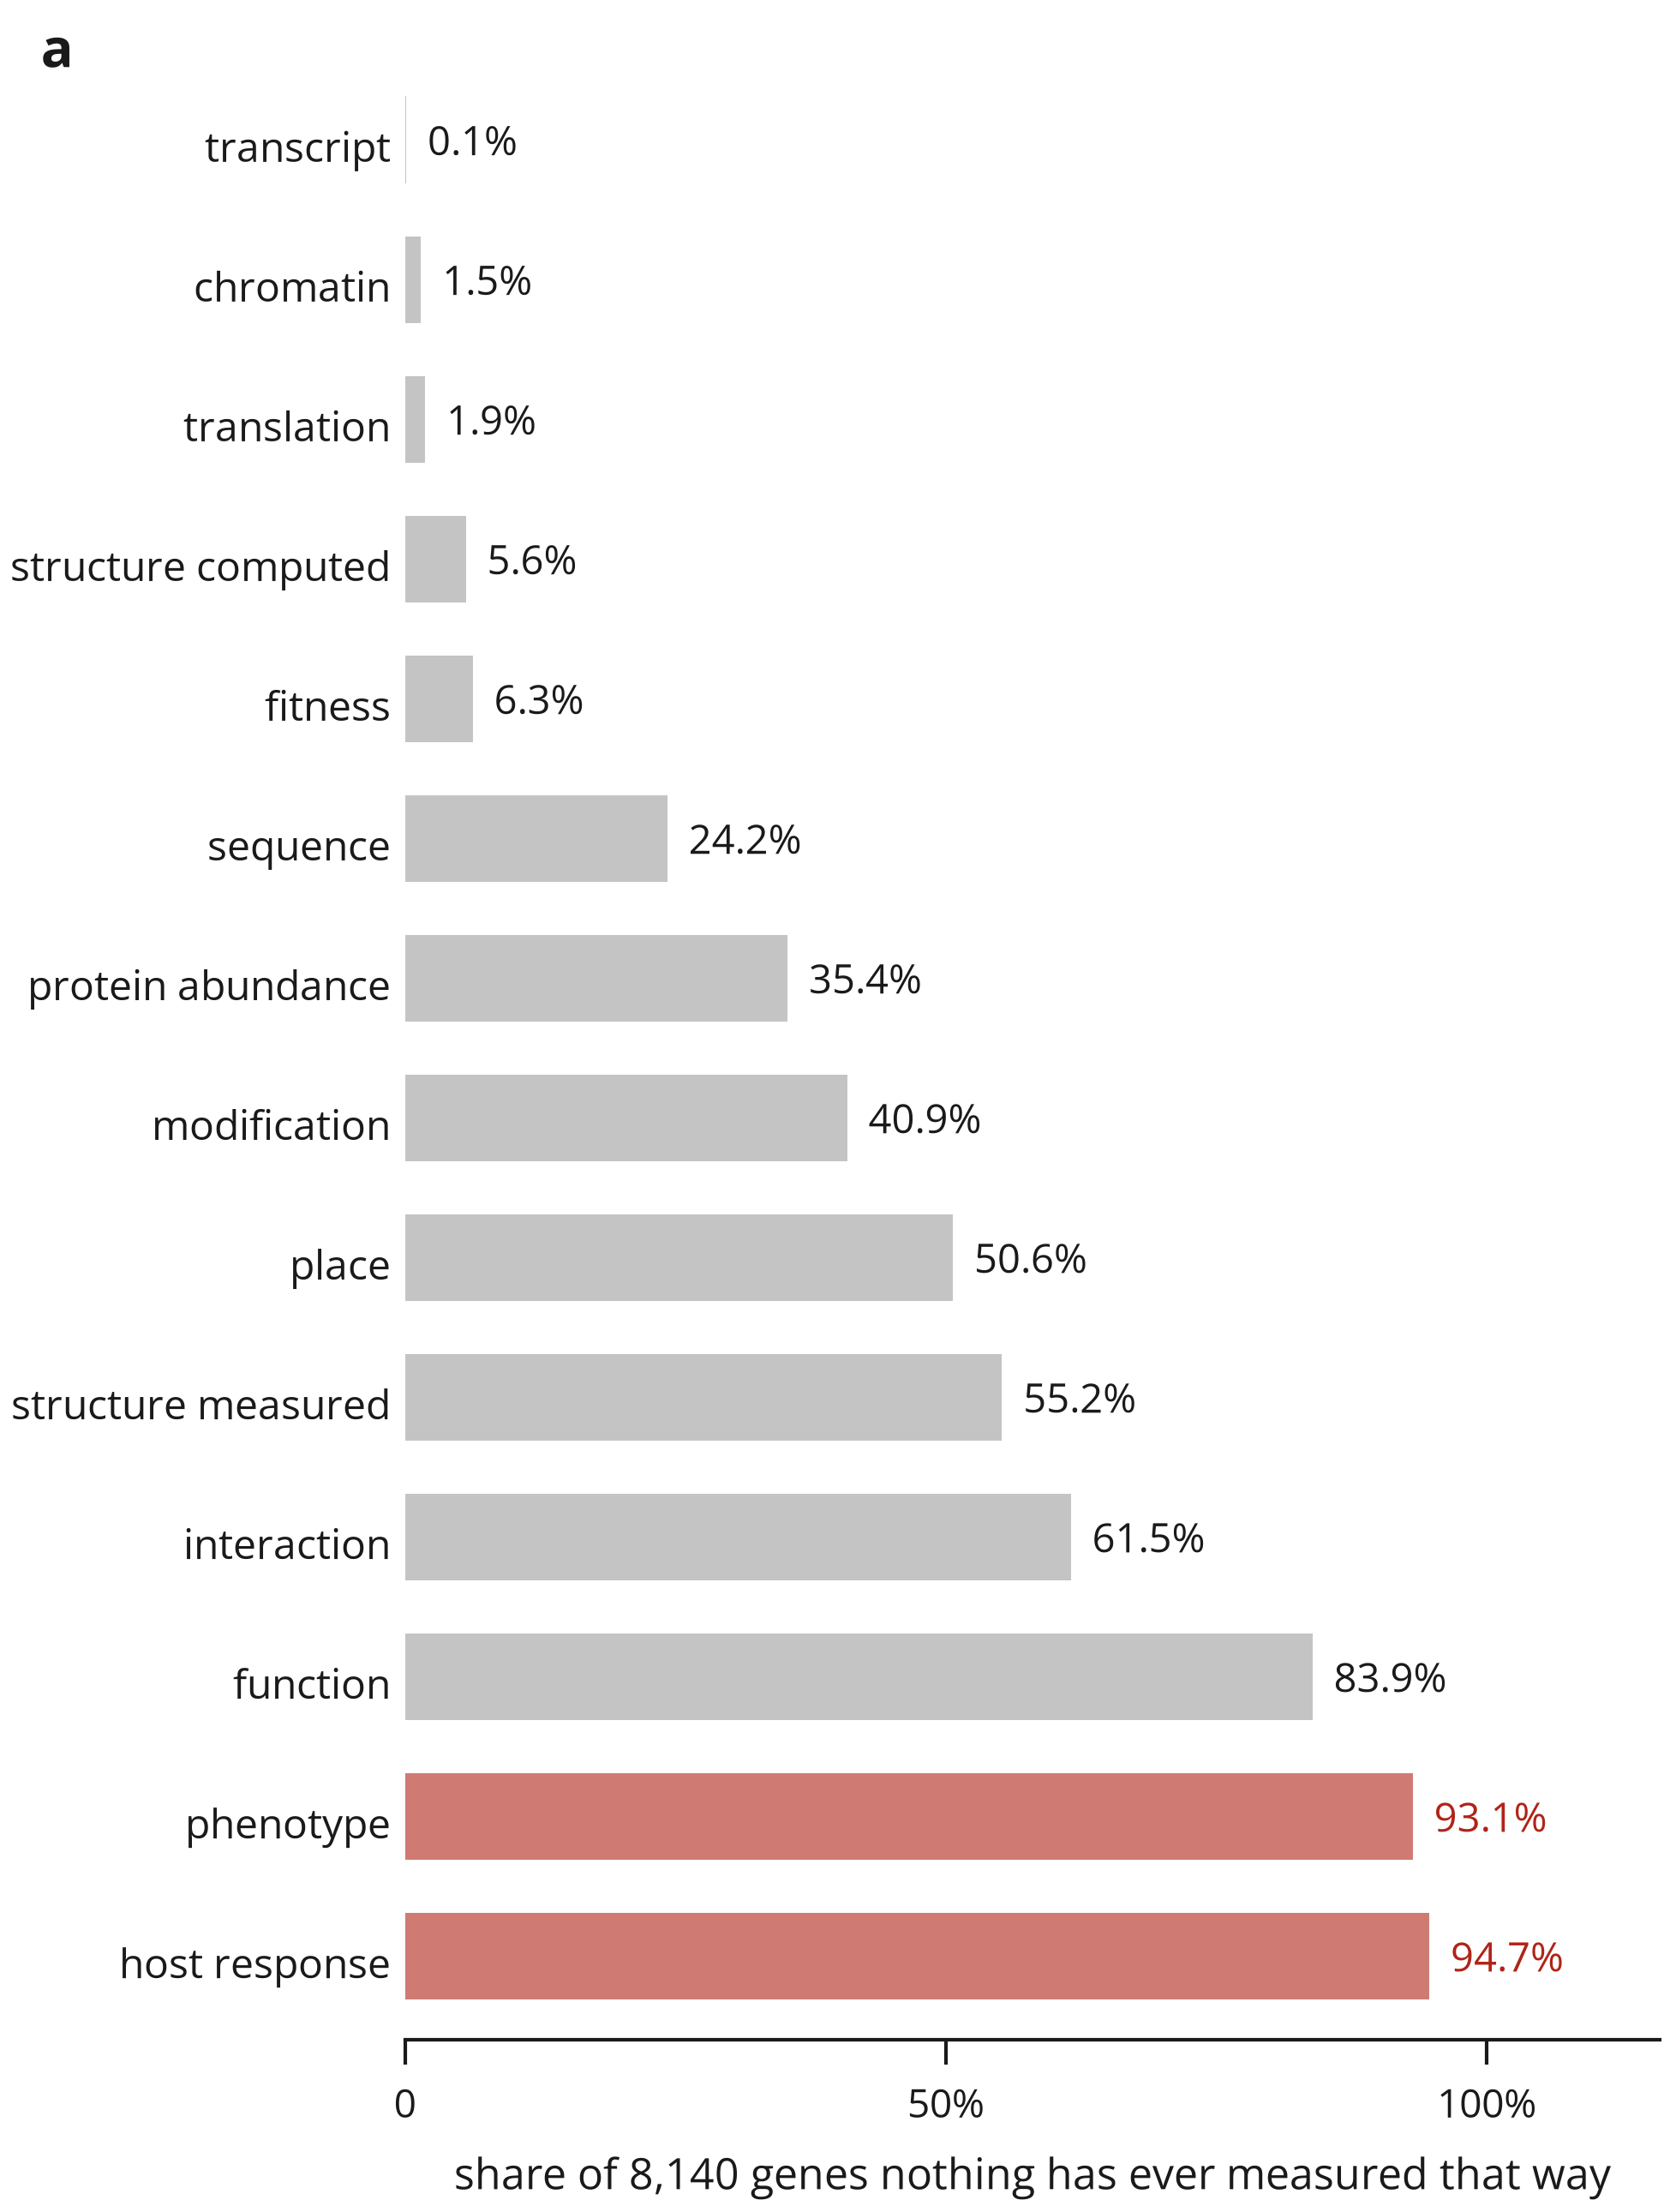 a
transcript 0.1%
chromatin 1.5%
translation 1.9%
structure computed 5.6%
fitness 6.3%
sequence 24.2%
protein abundance 35.4%
modification 40.9%
place 50.6%
structure measured 55.2%
interaction 61.5%
function 83.9%
phenotype 93.1%
host response 94.7%
0 50% 100%
share of 8,140 genes nothing has ever measured that way